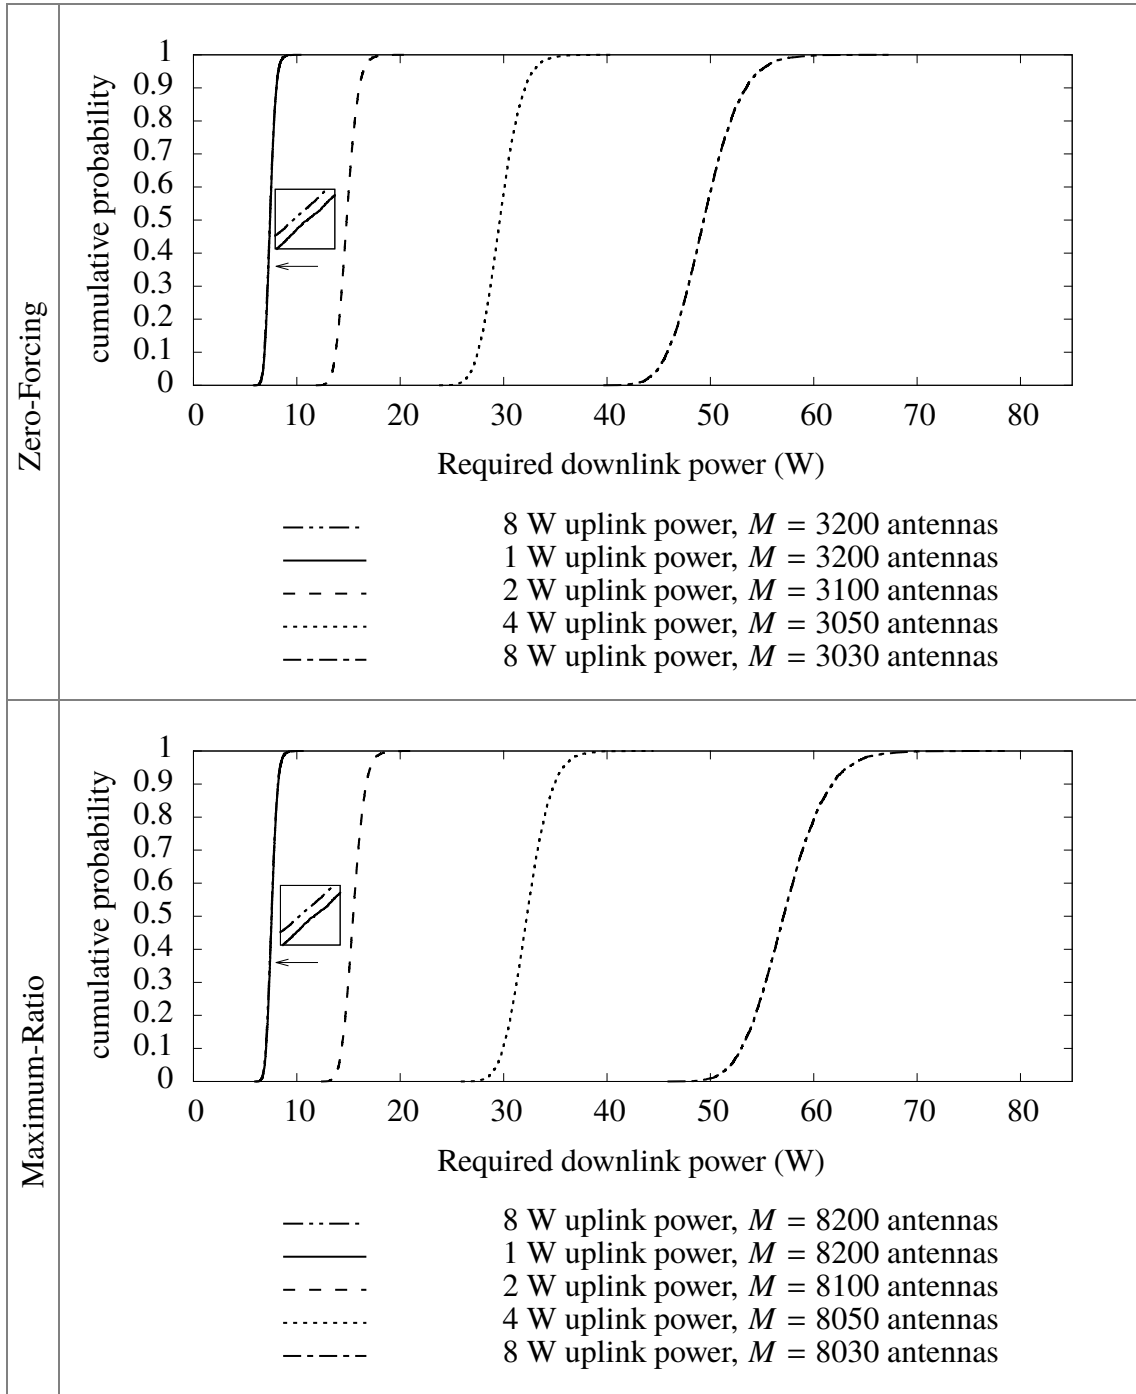 Zero-Forcing
cumulative probability
1
0.9
0.8
0.7
0.6
0.5
0.4
0.3
0.2
0.1
0
0 10 20 30 40 50 60 70 80
Required downlink power (W)
8 W uplink power, M = 3200 antennas
1 W uplink power, M = 3200 antennas
2 W uplink power, M = 3100 antennas
4 W uplink power, M = 3050 antennas
8 W uplink power, M = 3030 antennas
Maximum-Ratio
cumulative probability
1
0.9
0.8
0.7
0.6
0.5
0.4
0.3
0.2
0.1
0
0 10 20 30 40 50 60 70 80
Required downlink power (W)
8 W uplink power, M = 8200 antennas
1 W uplink power, M = 8200 antennas
2 W uplink power, M = 8100 antennas
4 W uplink power, M = 8050 antennas
8 W uplink power, M = 8030 antennas